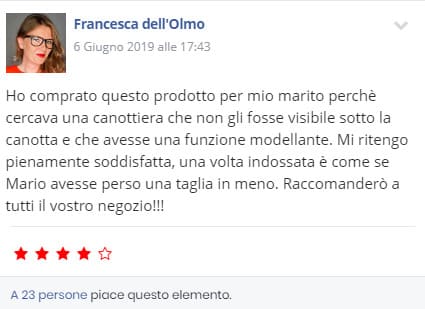 Francesca dell'Olmo
6 Giugno 2019 alle 17:43
Ho comprato questo prodotto per mio marito perchè
cercava una canottiera che non gli fosse visibile sotto la
canotta e che avesse una funzione modellante. Mi ritengo
pienamente soddisfatta, una volta indossata è come se
Mario avesse perso una taglia in meno. Raccomanderò a
tutti il vostro negozio!!!
A 23 persone piace questo elemento.